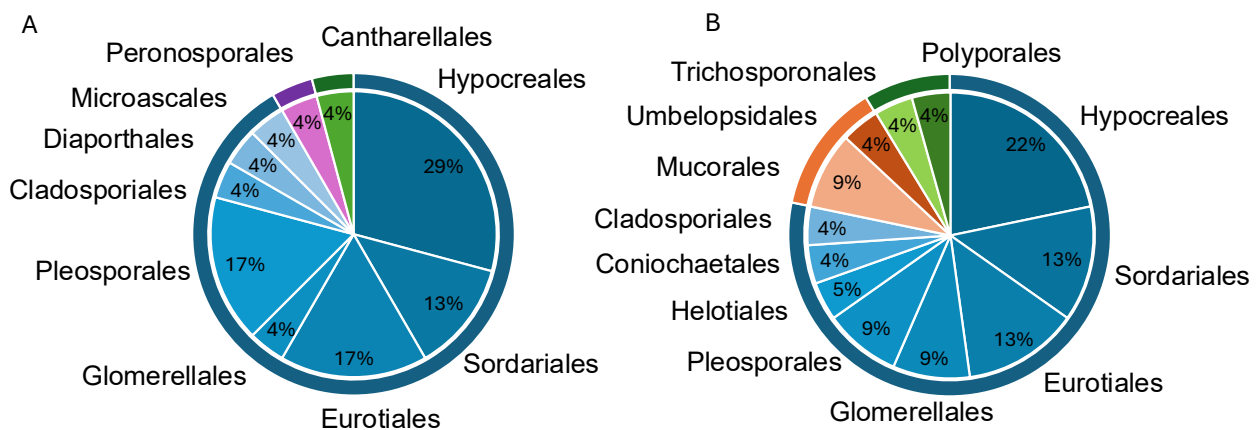 A
Peronosporales
Cantharellales
Microascales
Hypocreales
Diaporthales
Cladosporiales
Pleosporales
Glomerellales
Eurotiales
Sordariales
4%
4%
4%
4%
4%
29%
17%
13%
4%
17%
B
Polyporales
Trichosporonales
Umbelopsidales
Hypocreales
Mucorales
Cladosporiales
Coniochaetales
Sordariales
Helotiales
Pleosporales
Eurotiales
Glomerellales
4%
4%
4%
22%
9%
4%
4%
13%
5%
9%
13%
9%